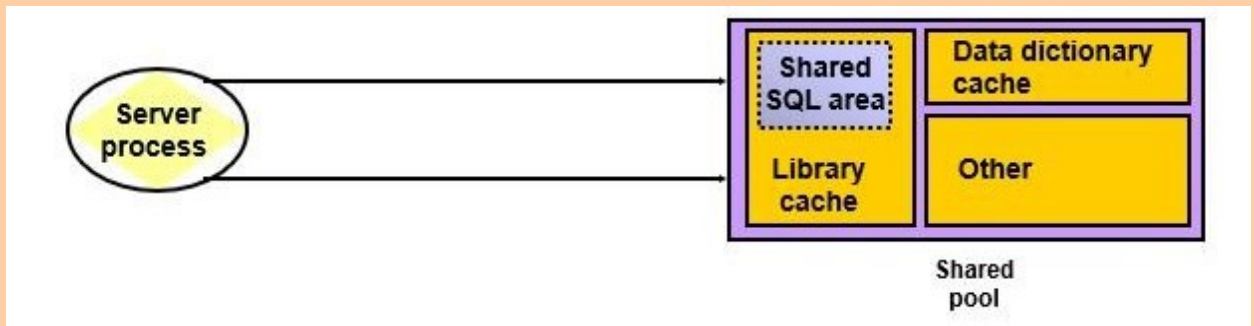 Server
process
Shared
SQL area
Library
cache
Data dictionary
cache
Other
Shared
pool